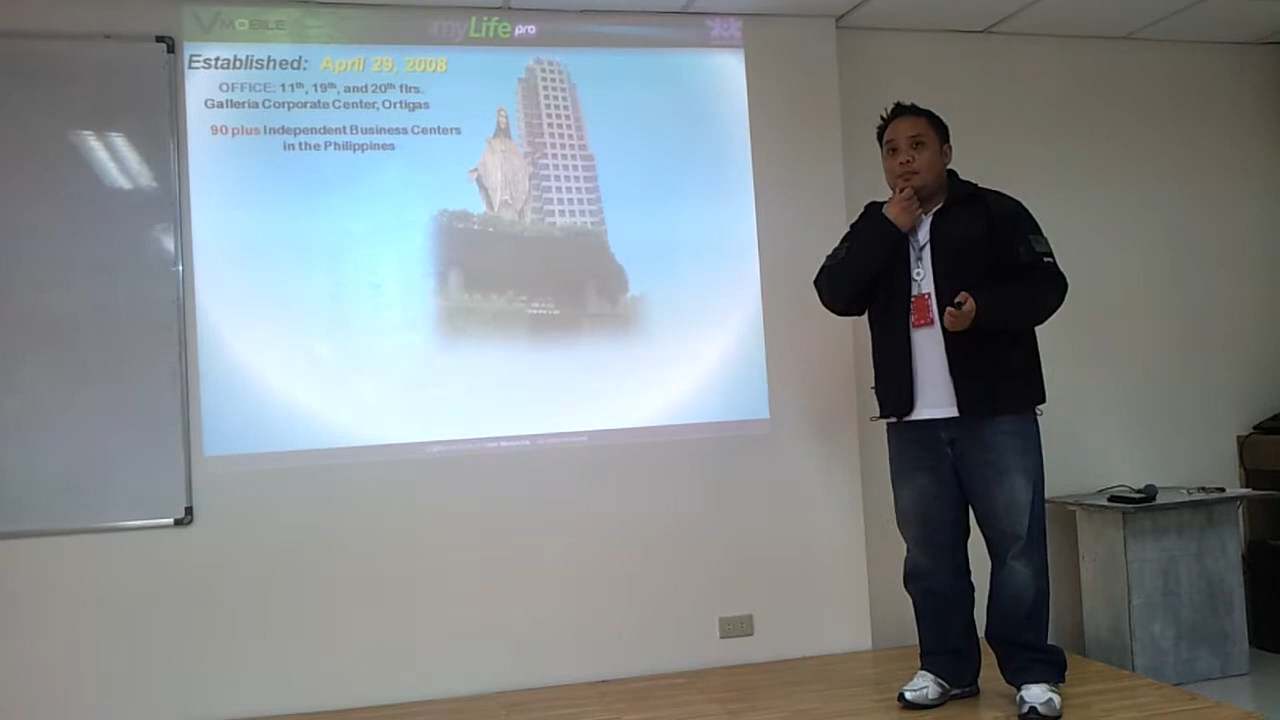 VMOBILE
myLife pro
Established: April 29, 2008
OFFICE: 11th, 19th, and 20th flrs.
Galleria Corporate Center, Ortigas
90 plus Independent Business Centers
in the Philippines